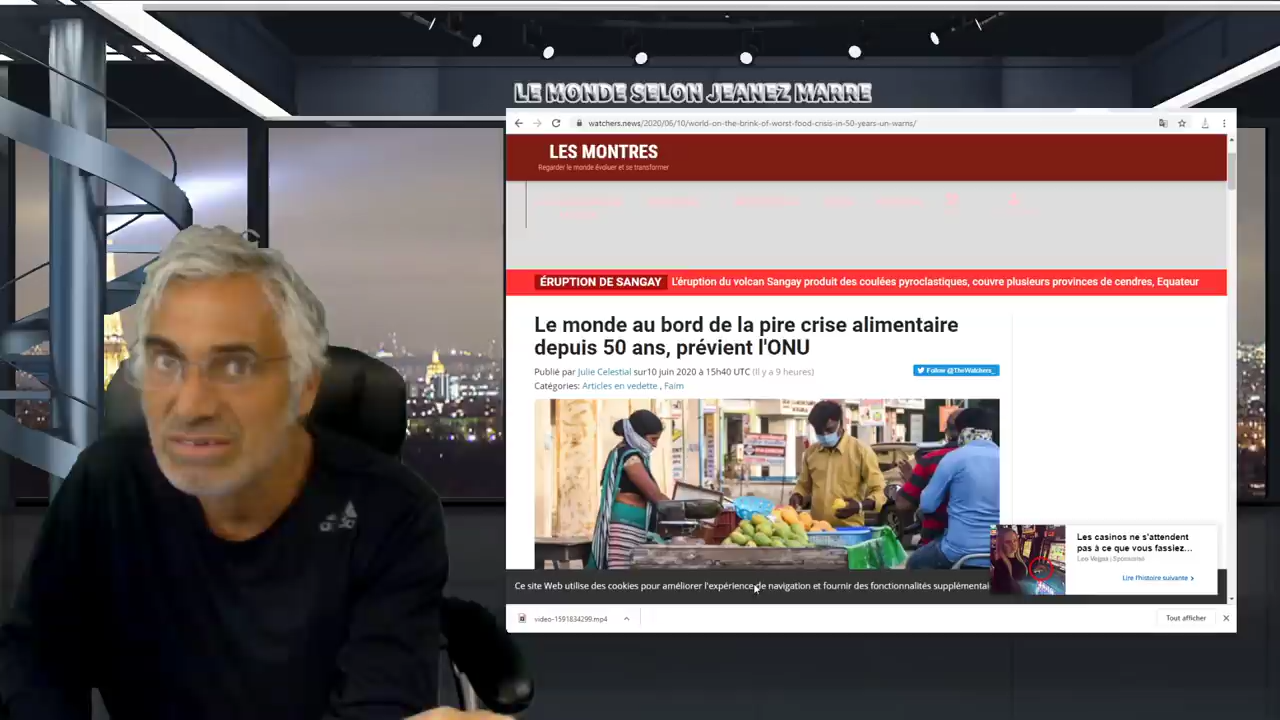 LE MONDE SELON JEANEZ MARRE
watchers.news/2020/06/10/world-on-the-brink-of-worst-food-crisis-in-50-years-un-warns/
LES MONTRES
Regarder le monde évoluer et se transformer
ÉRUPTION DE SANGAY L'éruption du volcan Sangay produit des coulées pyroclastiques, couvre plusieurs provinces de cendres, Equateur
Le monde au bord de la pire crise alimentaire
depuis 50 ans, prévient l'ONU
Publié par Julie Celestial sur10 juin 2020 à 15h40 UTC (Il y a 9 heures)
Follow @TheWatchers_
Catégories: Articles en vedette , Faim
Les casinos ne s'attendent
pas à ce que vous fassiez...
Leo Vegas | Sponsorisé
Lire l'histoire suivante >
Ce site Web utilise des cookies pour améliorer l'expérience de navigation et fournir des fonctionnalités supplémentai
video-1591834299.mp4
Tout afficher
adidas